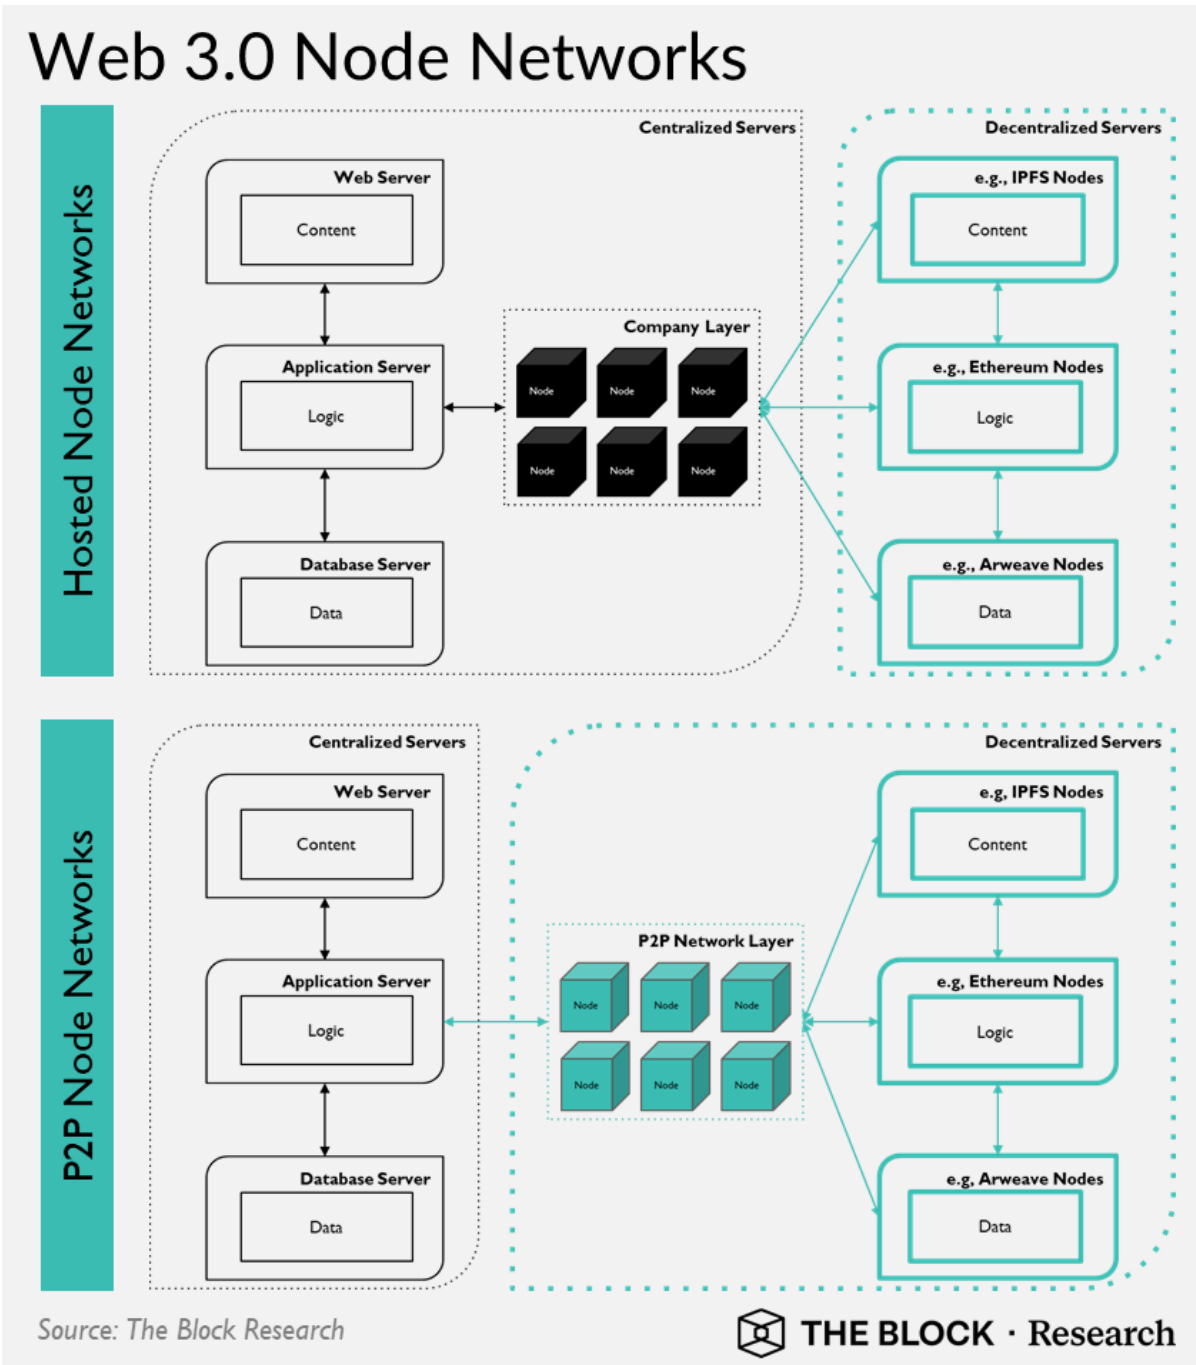 Web 3.0 Node Networks
Hosted Node Networks
Centralized Servers
Web Server
Content
Application Server
Logic
Database Server
Data
Company Layer
Node
Node
Node
Node
Node
Node
Decentralized Servers
e.g., IPFS Nodes
Content
e.g., Ethereum Nodes
Logic
e.g., Arweave Nodes
Data
P2P Node Networks
Centralized Servers
Web Server
Content
Application Server
Logic
Database Server
Data
Decentralized Servers
P2P Network Layer
Node
Node
Node
Node
Node
Node
e.g, IPFS Nodes
Content
e.g, Ethereum Nodes
Logic
e.g, Arweave Nodes
Data
Source: The Block Research
THE BLOCK · Research